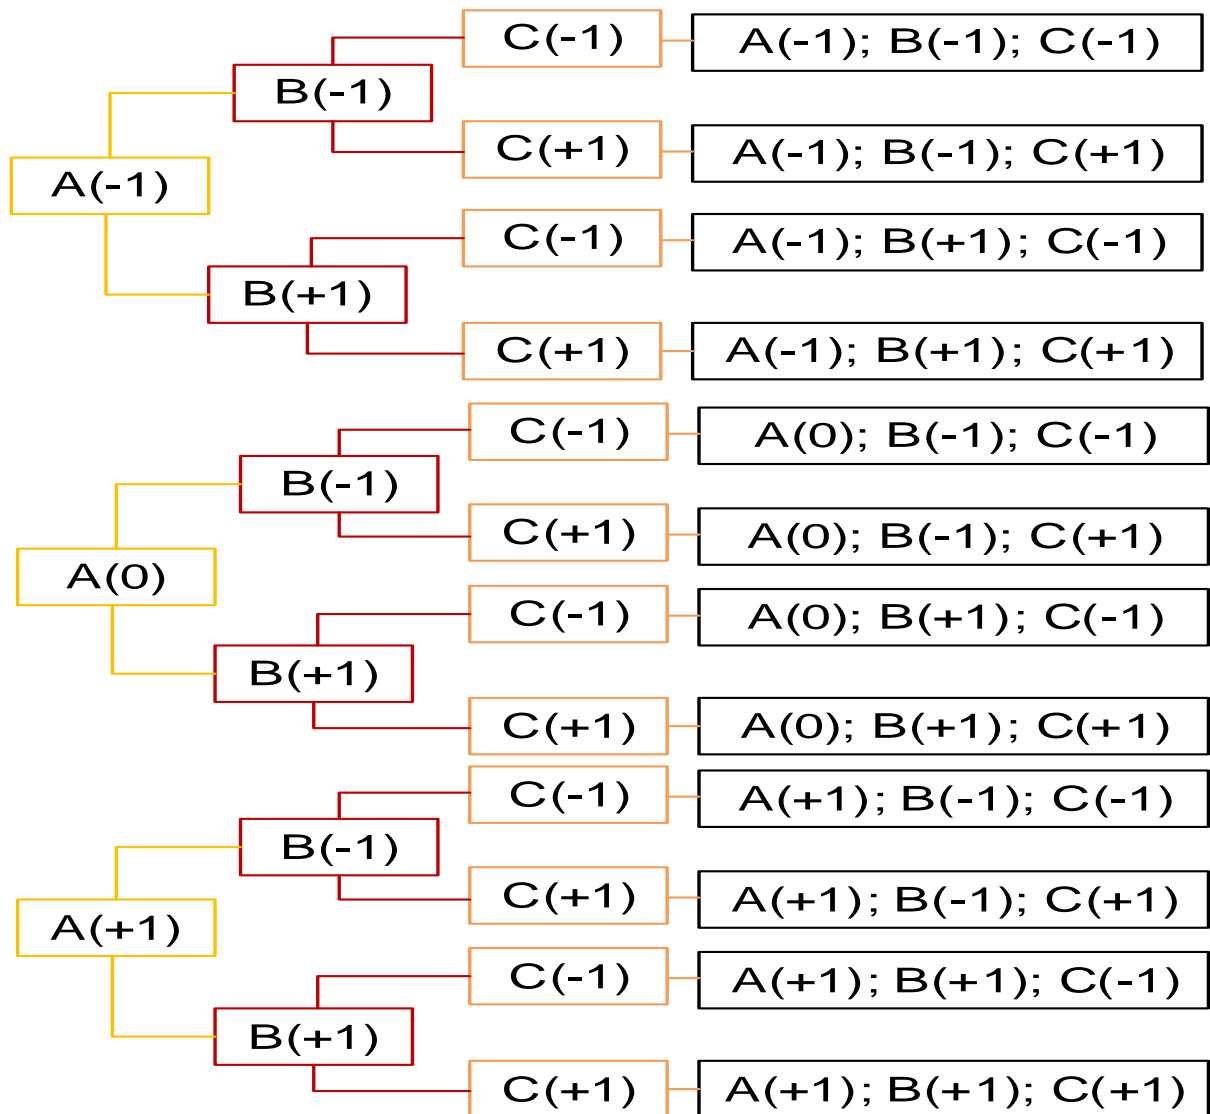 C(-1)
A(-1); B(-1); C(-1)
B(-1)
C(+1)
A(-1); B(-1); C(+1)
A(-1)
C(-1)
A(-1); B(+1); C(-1)
B(+1)
C(+1)
A(-1); B(+1); C(+1)
C(-1)
A(0); B(-1); C(-1)
B(-1)
C(+1)
A(0); B(-1); C(+1)
A(0)
C(-1)
A(0); B(+1); C(-1)
B(+1)
C(+1)
A(0); B(+1); C(+1)
C(-1)
A(+1); B(-1); C(-1)
B(-1)
C(+1)
A(+1); B(-1); C(+1)
A(+1)
C(-1)
A(+1); B(+1); C(-1)
B(+1)
C(+1)
A(+1); B(+1); C(+1)